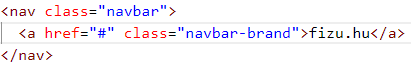 <nav class="navbar">
  <a href="#" class="navbar-brand">fizu.hu</a>
</nav>